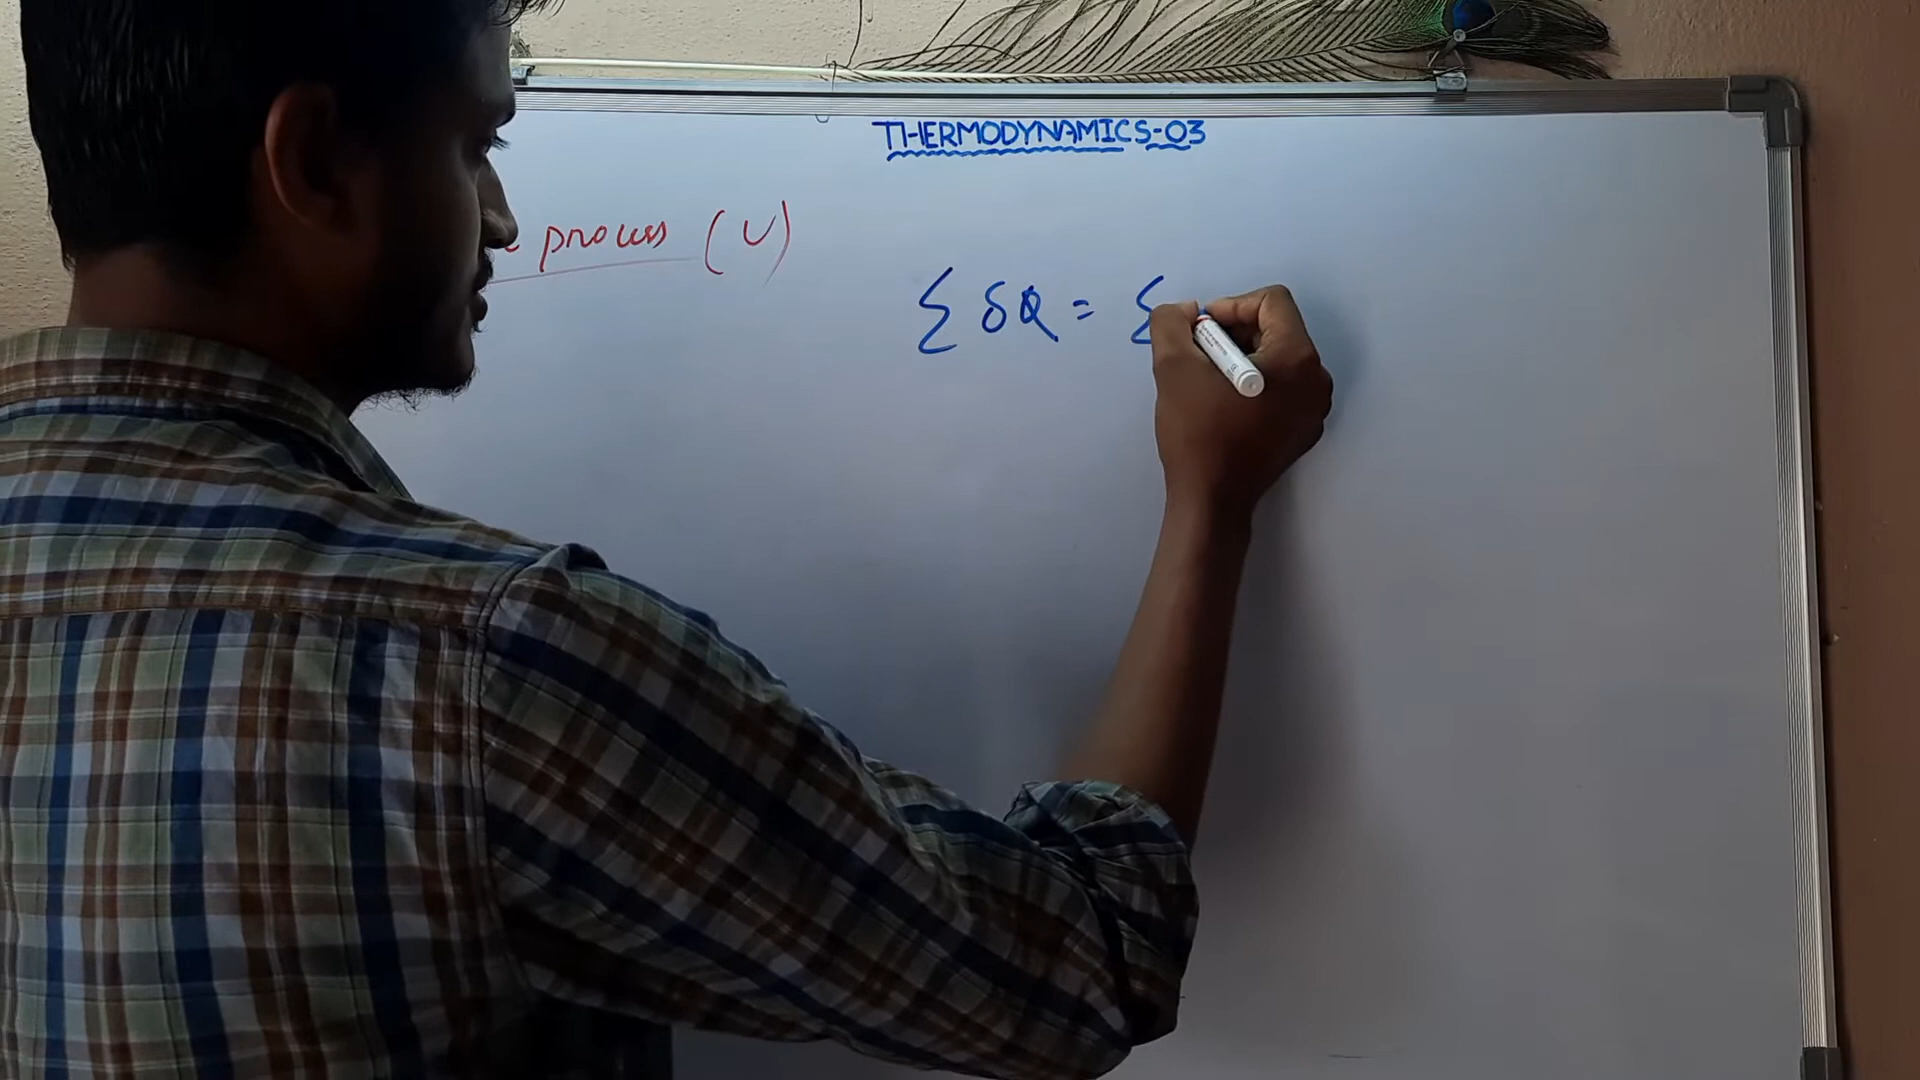 THERMODYNAMICS-03
process (U)
Σ δQ = Σ